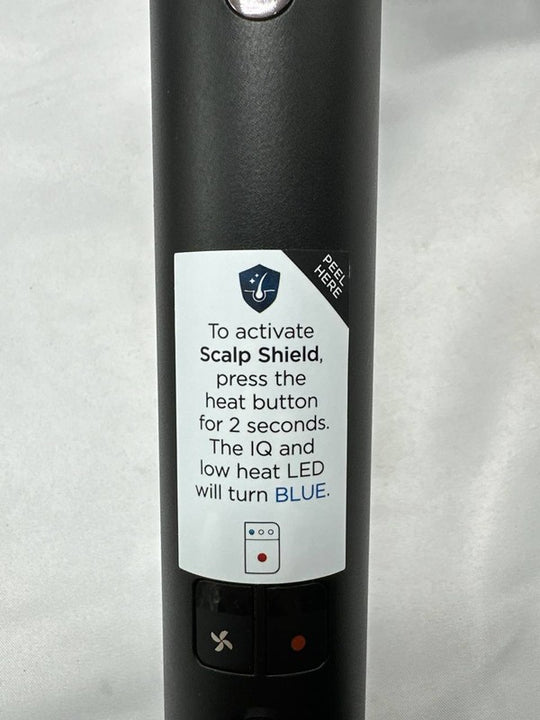 PEEL
HERE
To activate
Scalp Shield,
press the
heat button
for 2 seconds.
The IQ and
low heat LED
will turn BLUE.